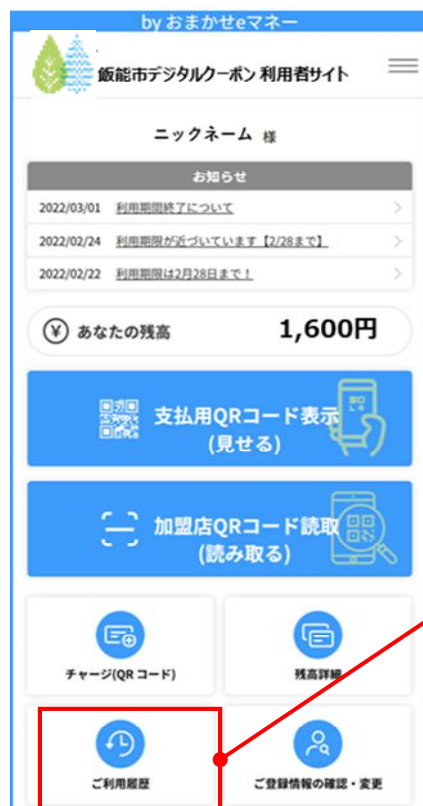 by おまかせeマネー
飯能市デジタルクーポン 利用者サイト
ニックネーム 様
お知らせ
2022/03/01 利用期間終了について
2022/02/24 利用期限が近づいています【2/28まで】
2022/02/22 利用期限は2月28日まで！
あなたの残高 1,600円
支払用QRコード表示
(見せる)
加盟店QRコード読取
(読み取る)
チャージ(QRコード)
残高詳細
ご利用履歴
ご登録情報の確認・変更